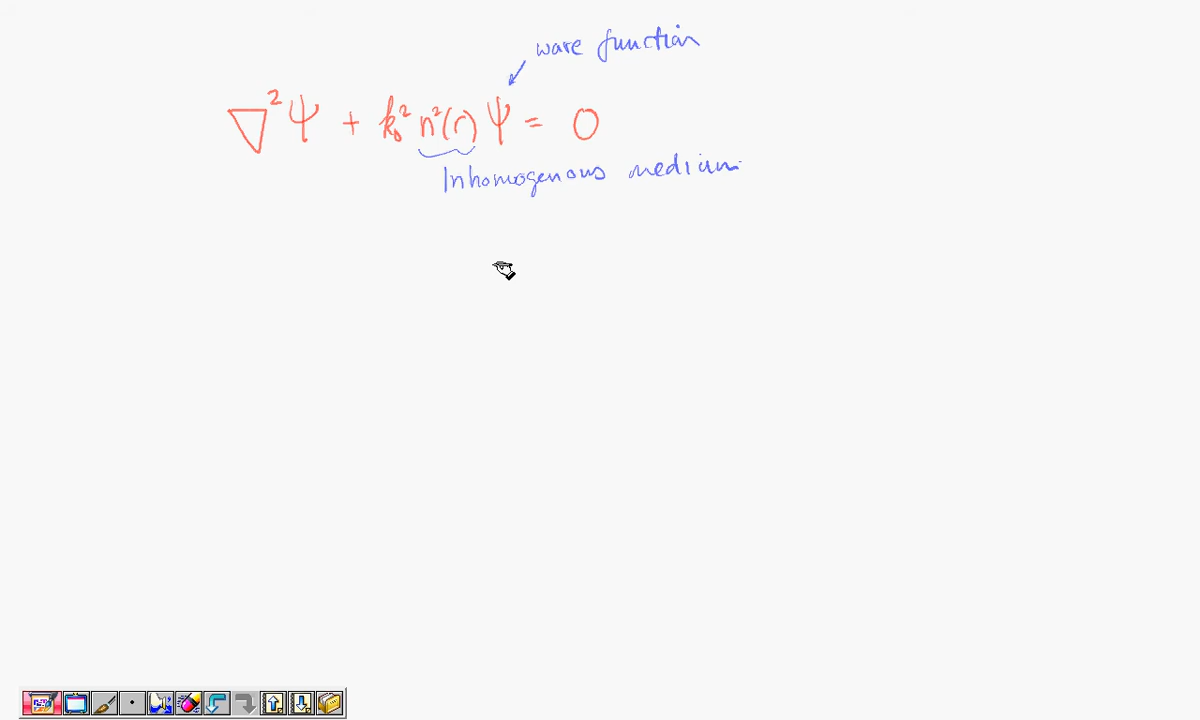 wave function
∇²Ψ + k₀² n²(r) Ψ = 0
Inhomogenous medium